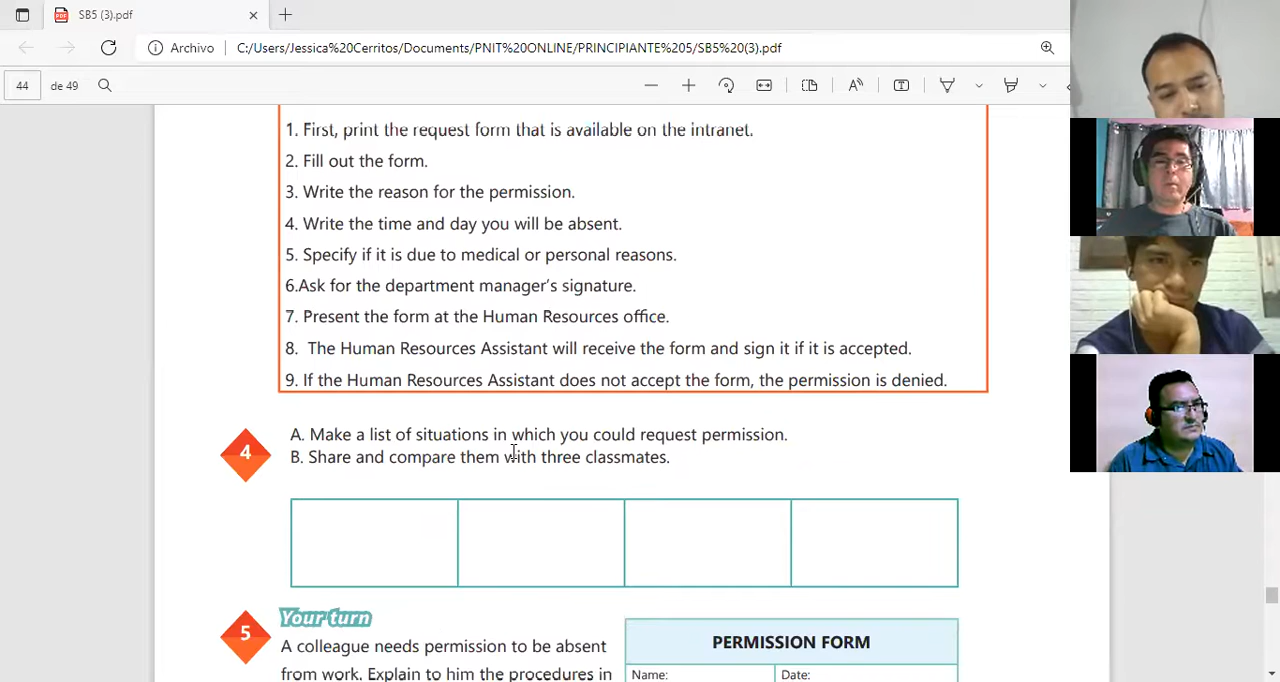 SB5 (3).pdf
Archivo
C:/Users/Jessica%20Cerritos/Documents/PNIT%20ONLINE/PRINCIPIANTE%205/SB5%20(3).pdf
44 de 49
1. First, print the request form that is available on the intranet.
2. Fill out the form.
3. Write the reason for the permission.
4. Write the time and day you will be absent.
5. Specify if it is due to medical or personal reasons.
6.Ask for the department manager's signature.
7. Present the form at the Human Resources office.
8. The Human Resources Assistant will receive the form and sign it if it is accepted.
9. If the Human Resources Assistant does not accept the form, the permission is denied.
4
A. Make a list of situations in which you could request permission.
B. Share and compare them with three classmates.
5
Your turn
A colleague needs permission to be absent
from work. Explain to him the procedures in
PERMISSION FORM
Name: Date: